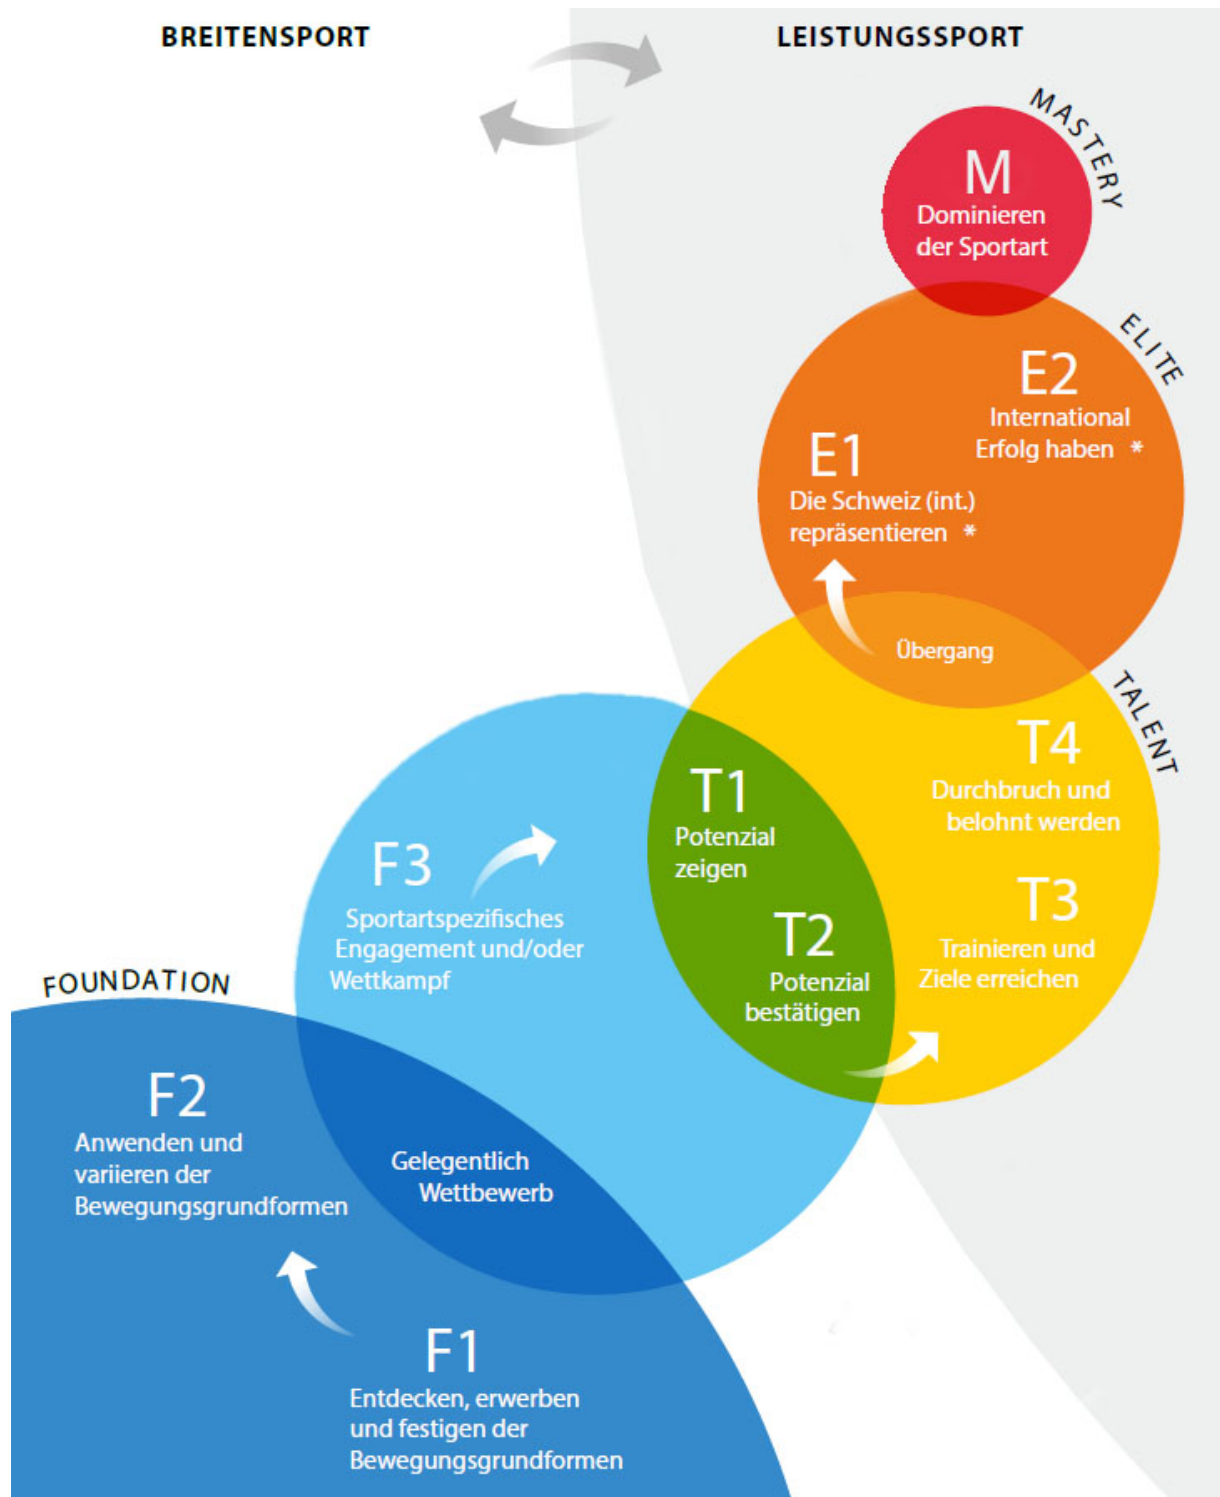 BREITENSPORT
LEISTUNGSSPORT
MASTERY
M
Dominieren
der Sportart
ELITE
E2
International
Erfolg haben *
E1
Die Schweiz (int.)
repräsentieren *
Übergang
TALENT
T4
Durchbruch und
belohnt werden
T1
Potenzial
zeigen
F3
Sportartspezifisches
Engagement und/oder
Wettkampf
T3
Trainieren und
Ziele erreichen
T2
Potenzial
bestätigen
FOUNDATION
F2
Anwenden und
variieren der
Bewegungsgrundformen
Gelegentlich
Wettbewerb
F1
Entdecken, erwerben
und festigen der
Bewegungsgrundformen